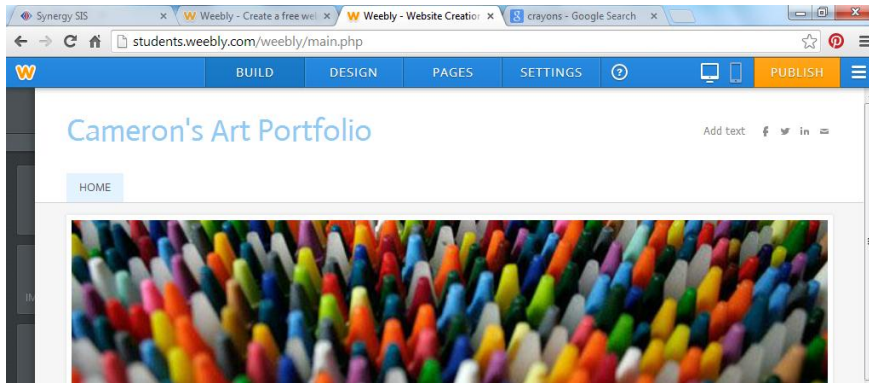 Synergy SIS
Weebly - Create a free wel
Weebly - Website Creation
crayons - Google Search
students.weebly.com/weebly/main.php
BUILD DESIGN PAGES SETTINGS PUBLISH
Cameron's Art Portfolio
Add text
HOME
IM